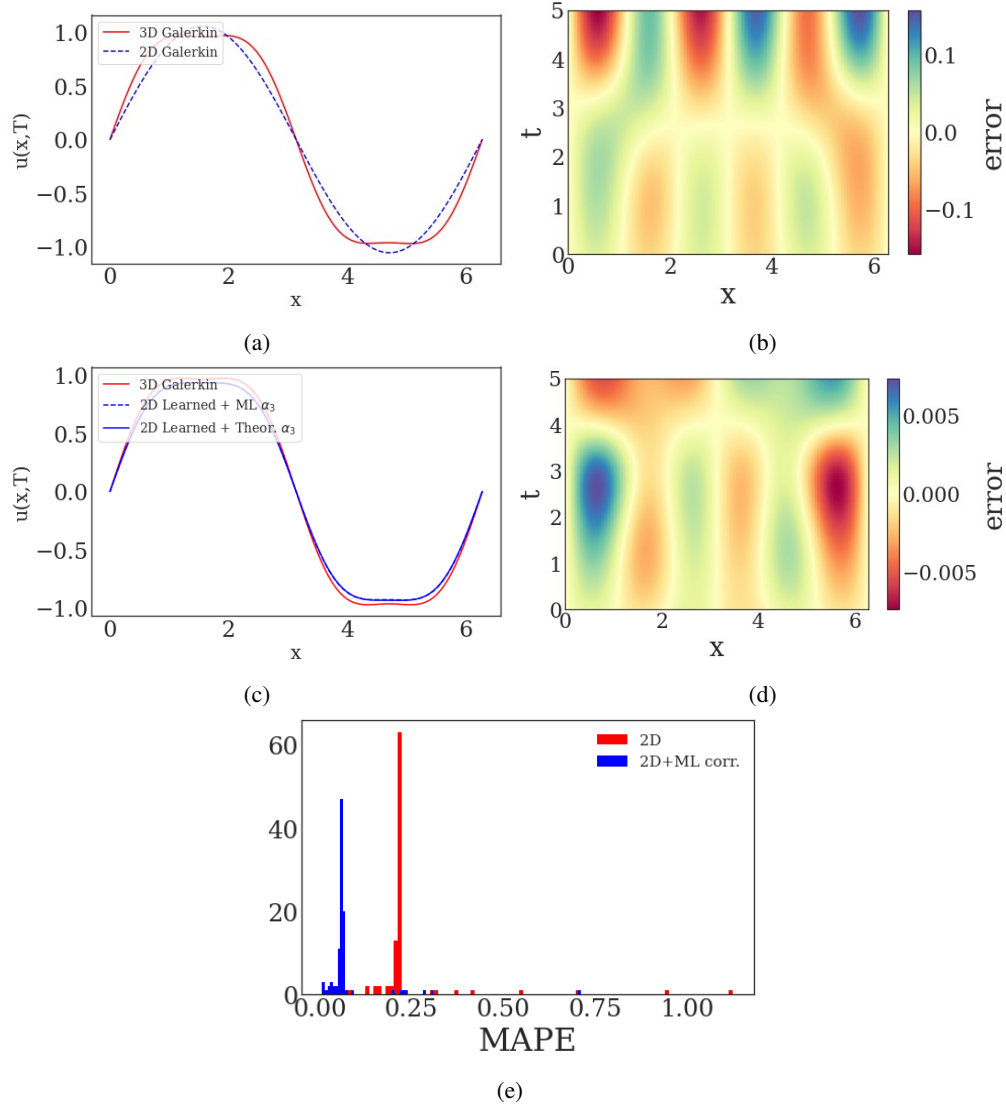 1.0
0.5
0.0
−0.5
−1.0
u(x,T)
3D Galerkin
2D Galerkin
0
2
4
6
x
(a)
5
4
3
2
1
0
t
0
2
4
6
x
0.1
0.0
−0.1
error
(b)
1.0
0.5
0.0
−0.5
−1.0
u(x,T)
3D Galerkin
2D Learned + ML α₃
2D Learned + Theor. α₃
0
2
4
6
x
(c)
5
4
3
2
1
0
t
0
2
4
6
x
0.005
0.000
−0.005
error
(d)
60
40
20
0
2D
2D+ML corr.
0.00
0.25
0.50
0.75
1.00
MAPE
(e)